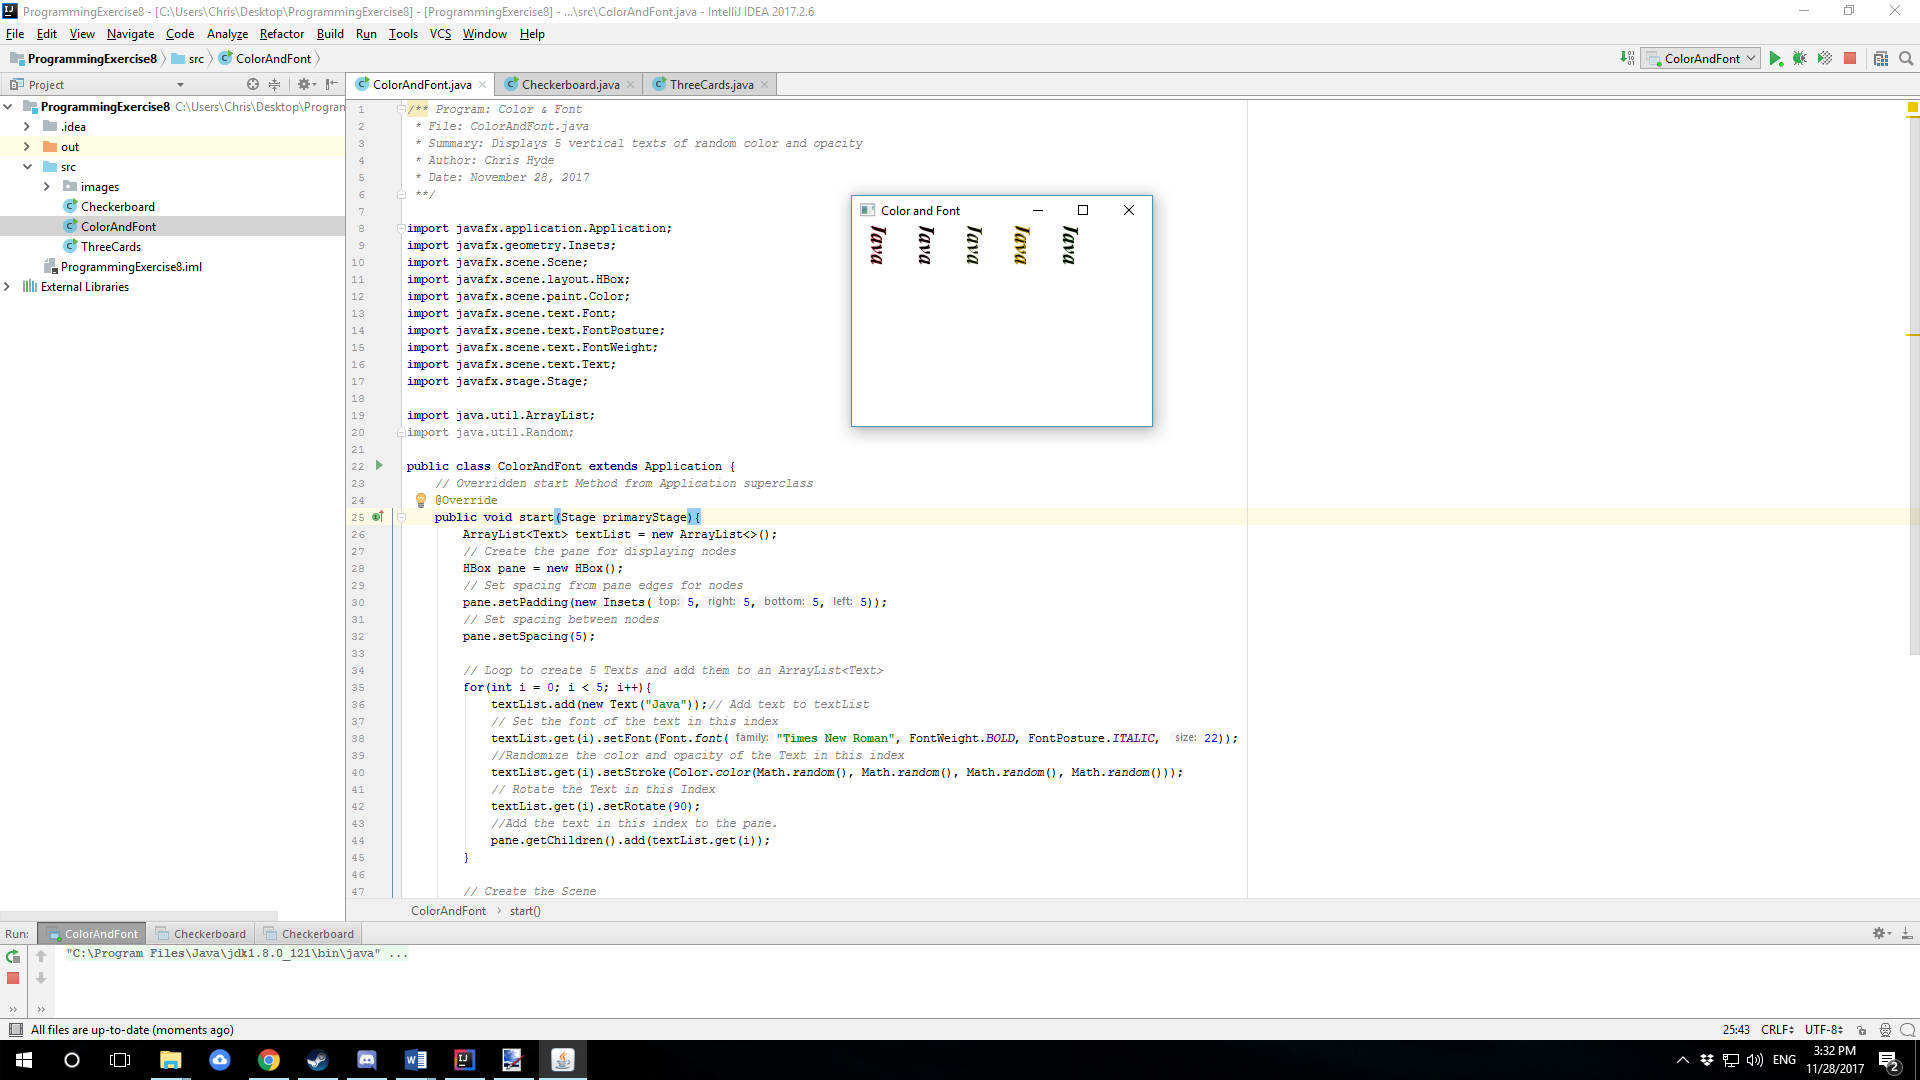 ProgrammingExercise8 - [C:\Users\Chris\Desktop\ProgrammingExercise8] - [ProgrammingExercise8] - ...\src\ColorAndFont.java - IntelliJ IDEA 2017.2.6
File Edit View Navigate Code Analyze Refactor Build Run Tools VCS Window Help
ProgrammingExercise8 src ColorAndFont
ColorAndFont
Project
ColorAndFont.java Checkerboard.java ThreeCards.java
ProgrammingExercise8 C:\Users\Chris\Desktop\Program
.idea
out
src
images
Checkerboard
ColorAndFont
ThreeCards
ProgrammingExercise8.iml
External Libraries
1 /** Program: Color & Font
2 * File: ColorAndFont.java
3 * Summary: Displays 5 vertical texts of random color and opacity
4 * Author: Chris Hyde
5 * Date: November 28, 2017
6 **/
7
8 import javafx.application.Application;
9 import javafx.geometry.Insets;
10 import javafx.scene.Scene;
11 import javafx.scene.layout.HBox;
12 import javafx.scene.paint.Color;
13 import javafx.scene.text.Font;
14 import javafx.scene.text.FontPosture;
15 import javafx.scene.text.FontWeight;
16 import javafx.scene.text.Text;
17 import javafx.stage.Stage;
18
19 import java.util.ArrayList;
20 import java.util.Random;
21
22 public class ColorAndFont extends Application {
23 // Overridden start Method from Application superclass
24 @Override
25 public void start(Stage primaryStage){
26 ArrayList<Text> textList = new ArrayList<>();
27 // Create the pane for displaying nodes
28 HBox pane = new HBox();
29 // Set spacing from pane edges for nodes
30 pane.setPadding(new Insets( top: 5, right: 5, bottom: 5, left: 5));
31 // Set spacing between nodes
32 pane.setSpacing(5);
33
34 // Loop to create 5 Texts and add them to an ArrayList<Text>
35 for(int i = 0; i < 5; i++){
36 textList.add(new Text("Java"));// Add text to textList
37 // Set the font of the text in this index
38 textList.get(i).setFont(Font.font( family: "Times New Roman", FontWeight.BOLD, FontPosture.ITALIC, size: 22));
39 //Randomize the color and opacity of the Text in this index
40 textList.get(i).setStroke(Color.color(Math.random(), Math.random(), Math.random(), Math.random()));
41 // Rotate the Text in this Index
42 textList.get(i).setRotate(90);
43 //Add the text in this index to the pane.
44 pane.getChildren().add(textList.get(i));
45 }
46
47 // Create the Scene
Color and Font
Java Java Java Java Java
ColorAndFont start()
Run: ColorAndFont Checkerboard Checkerboard
"C:\Program Files\Java\jdk1.8.0_121\bin\java" ...
All files are up-to-date (moments ago)
25:43 CRLF UTF-8
ENG
3:32 PM
11/28/2017
2